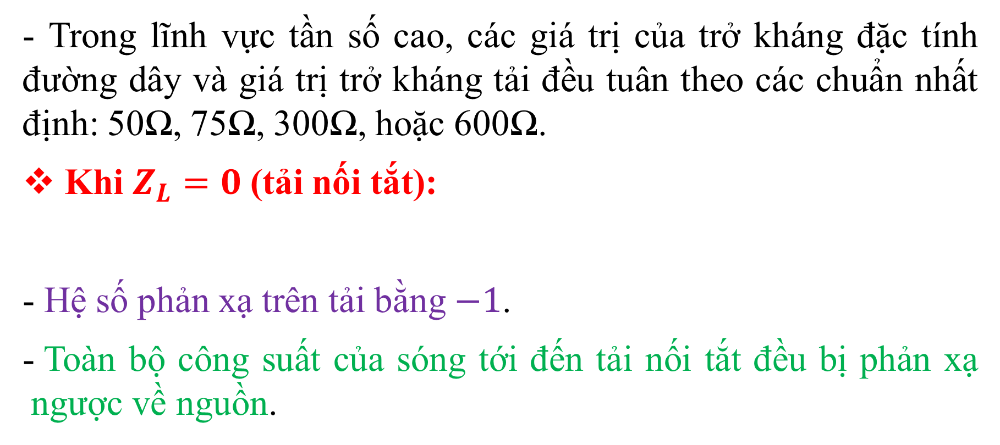 - Trong lĩnh vực tần số cao, các giá trị của trở kháng đặc tính
đường dây và giá trị trở kháng tải đều tuân theo các chuẩn nhất
định: 50Ω, 75Ω, 300Ω, hoặc 600Ω.
❖ Khi Z_L = 0 (tải nối tắt):
- Hệ số phản xạ trên tải bằng −1.
- Toàn bộ công suất của sóng tới đến tải nối tắt đều bị phản xạ
ngược về nguồn.